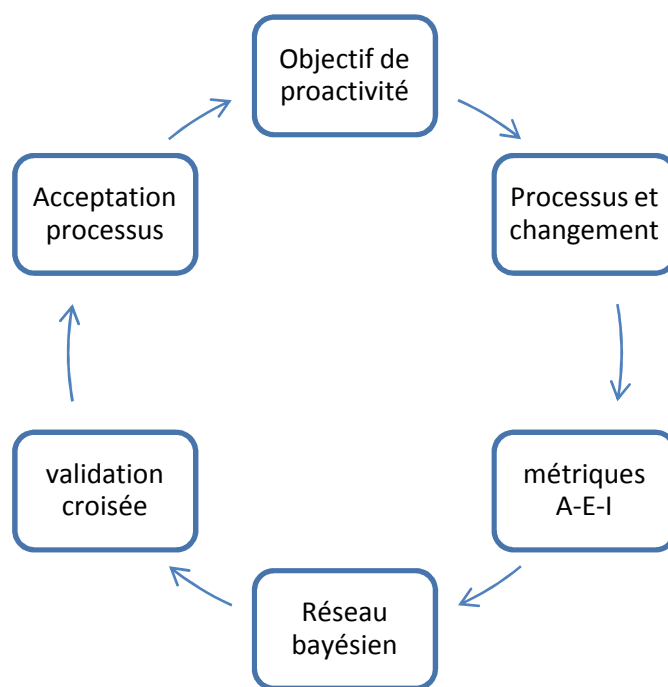 Objectif de
proactivité
Processus et
changement
métriques
A-E-I
Réseau
bayésien
validation
croisée
Acceptation
processus